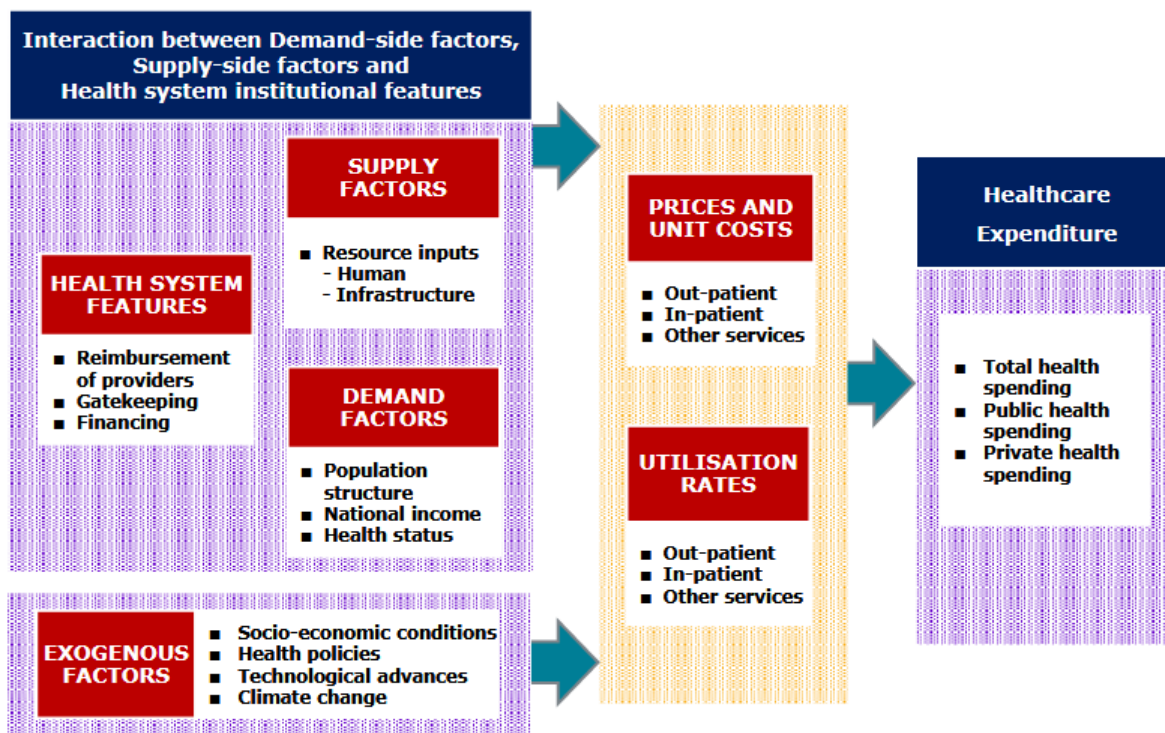 Interaction between Demand-side factors,
Supply-side factors and
Health system institutional features
HEALTH SYSTEM
FEATURES
■ Reimbursement
of providers
■ Gatekeeping
■ Financing
SUPPLY
FACTORS
■ Resource inputs
- Human
- Infrastructure
DEMAND
FACTORS
■ Population
structure
■ National income
■ Health status
EXOGENOUS
FACTORS
■ Socio-economic conditions
■ Health policies
■ Technological advances
■ Climate change
PRICES AND
UNIT COSTS
■ Out-patient
■ In-patient
■ Other services
UTILISATION
RATES
■ Out-patient
■ In-patient
■ Other services
Healthcare
Expenditure
■ Total health
spending
■ Public health
spending
■ Private health
spending